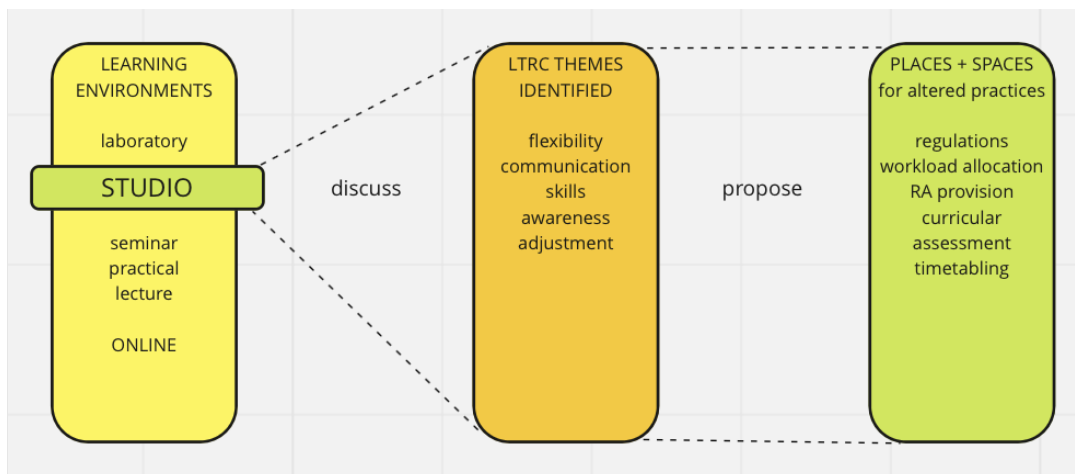 LEARNING
ENVIRONMENTS
laboratory
STUDIO
seminar
practical
lecture
ONLINE
discuss
LTRC THEMES
IDENTIFIED
flexibility
communication
skills
awareness
adjustment
propose
PLACES + SPACES
for altered practices
regulations
workload allocation
RA provision
curricular
assessment
timetabling